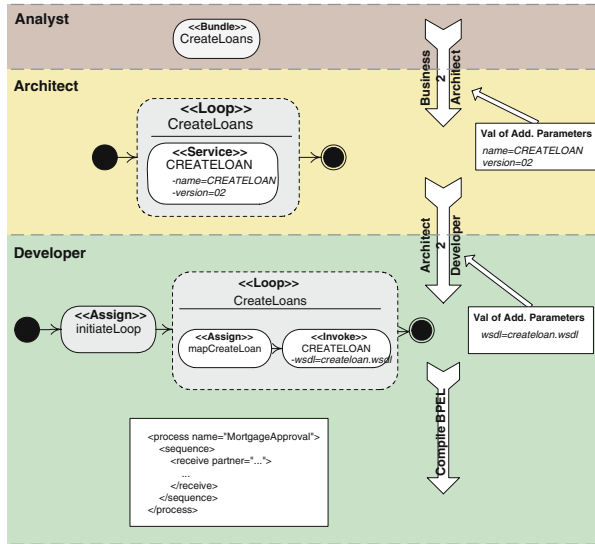 Analyst
<<Bundle>>
CreateLoans
Business
2
Architect
Architect
<<Loop>>
CreateLoans
<<Service>>
CREATELOAN
-name=CREATELOAN
-version=02
Val of Add. Parameters
name=CREATELOAN
version=02
Architect
2
Developer
Developer
<<Assign>>
initiateLoop
<<Loop>>
CreateLoans
<<Assign>>
mapCreateLoan
<<Invoke>>
CREATELOAN
-wsdl=createloan.wsdl
Val of Add. Parameters
wsdl=createloan.wsdl
Compile BPEL
<process name="MortgageApproval">
<sequence>
<receive partner="...">
...
</receive>
</sequence>
</process>